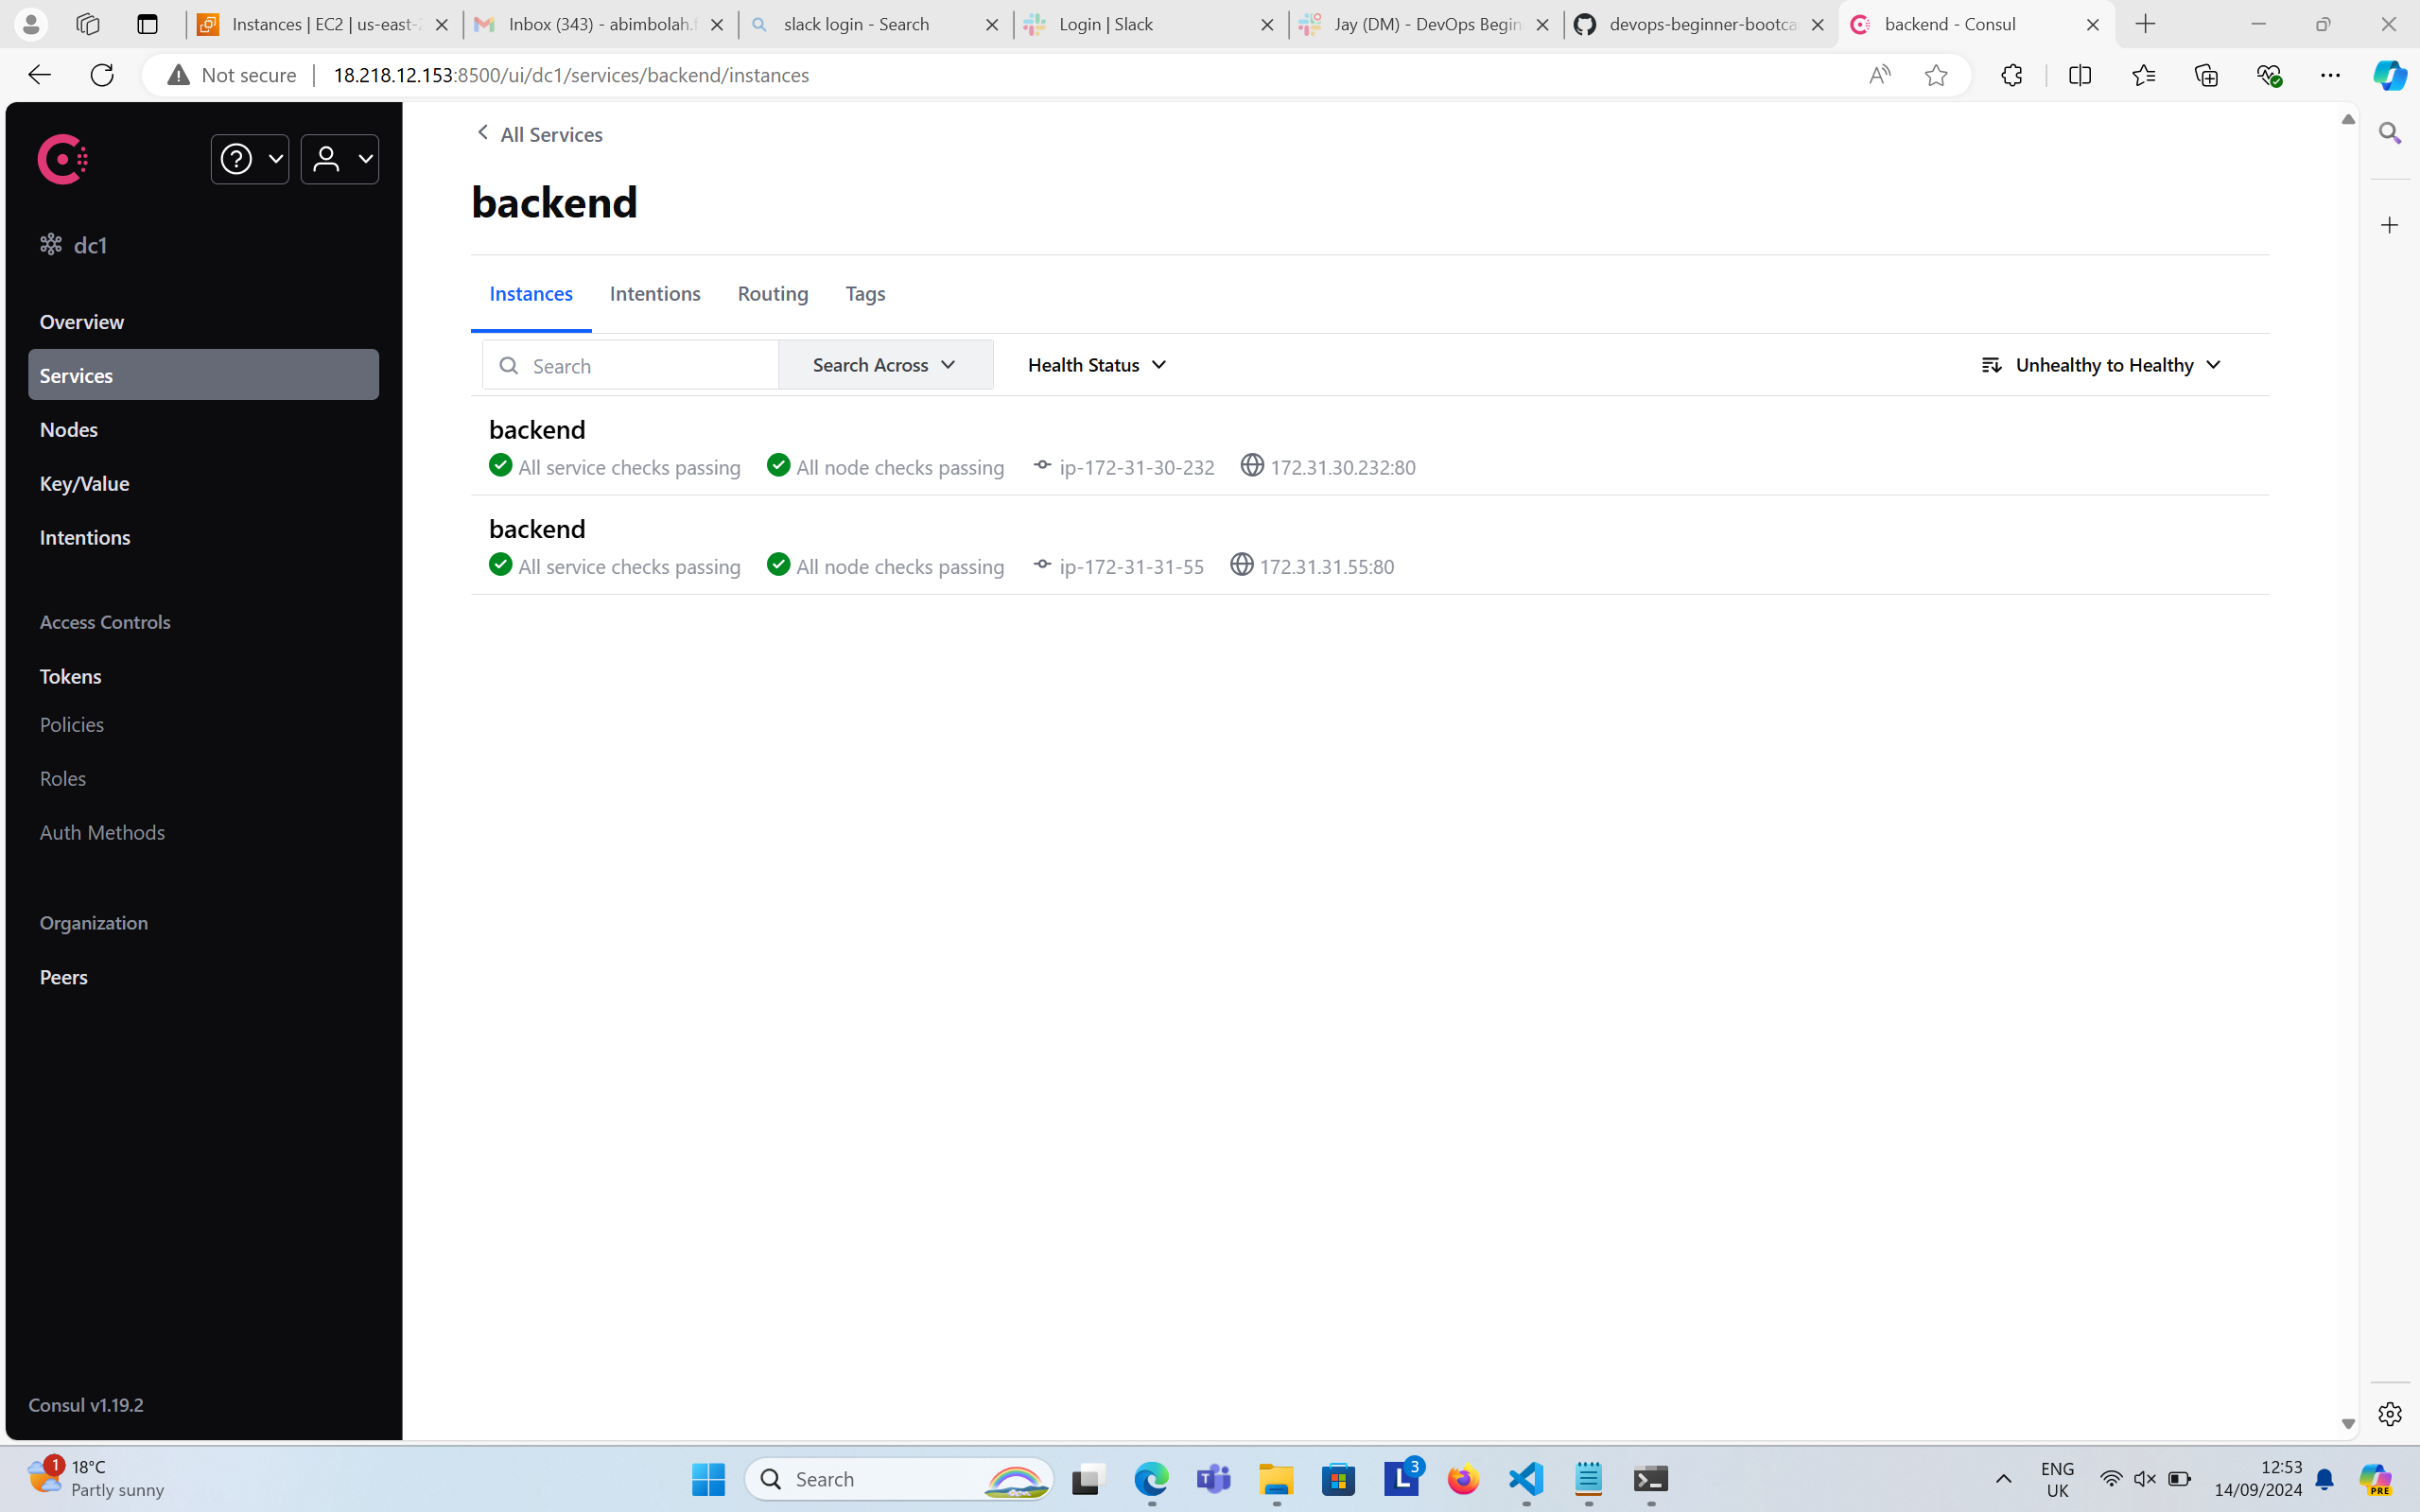 Instances | EC2 | us-east-2
Inbox (343) - abimbolah.f
slack login - Search
Login | Slack
Jay (DM) - DevOps Begin
devops-beginner-bootca
backend - Consul
Not secure
18.218.12.153:8500/ui/dc1/services/backend/instances
dc1
Overview
Services
Nodes
Key/Value
Intentions
Access Controls
Tokens
Policies
Roles
Auth Methods
Organization
Peers
Consul v1.19.2
All Services
backend
Instances Intentions Routing Tags
Search Search Across Health Status Unhealthy to Healthy
backend
All service checks passing All node checks passing ip-172-31-30-232 172.31.30.232:80
backend
All service checks passing All node checks passing ip-172-31-31-55 172.31.31.55:80
1
18°C
Partly sunny
Search
T
L
3
ENG
UK
12:53
14/09/2024
PRE